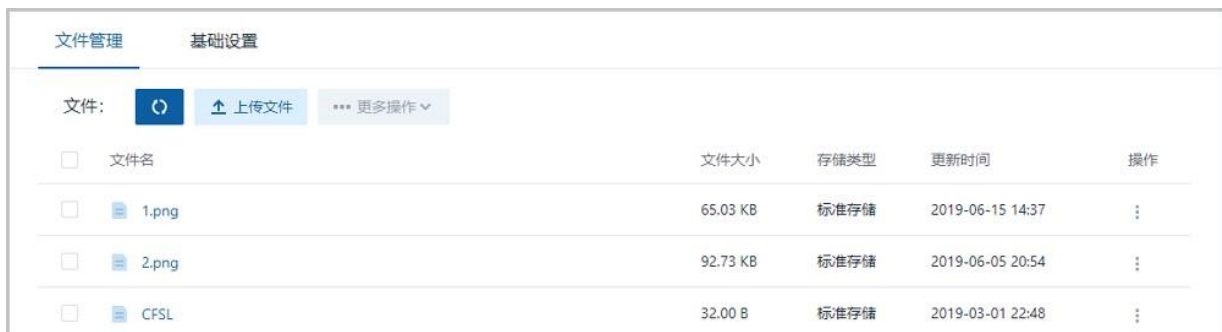 文件管理 基础设置
文件: 上传文件 ••• 更多操作
文件名 文件大小 存储类型 更新时间 操作
1.png 65.03 KB 标准存储 2019-06-15 14:37
2.png 92.73 KB 标准存储 2019-06-05 20:54
CFSL 32.00 B 标准存储 2019-03-01 22:48